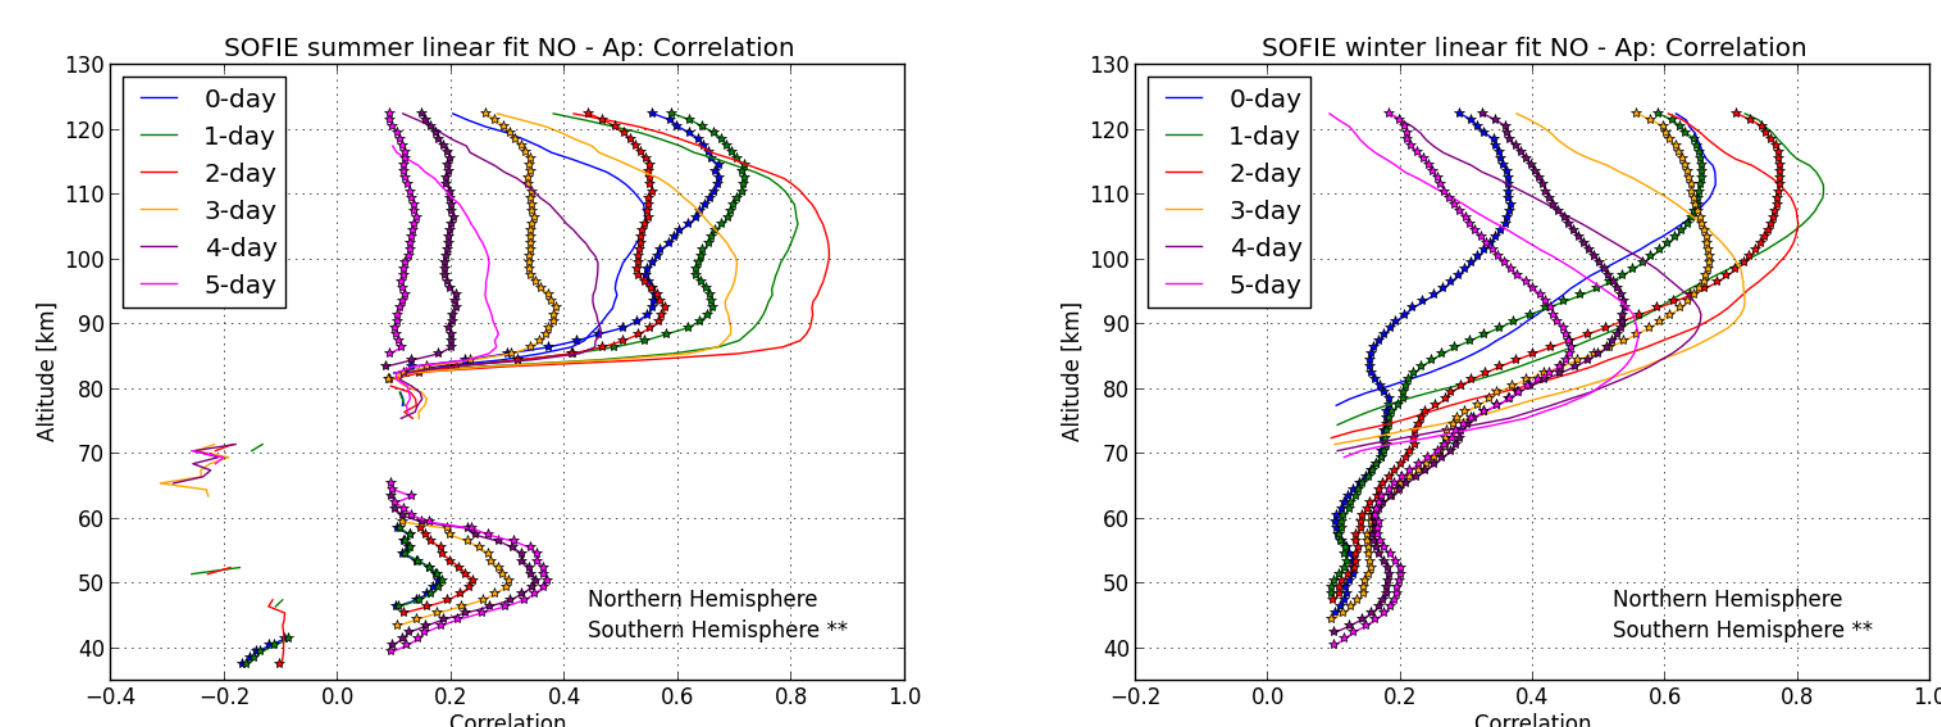 SOFIE summer linear fit NO - Ap: Correlation
130
120
110
100
90
80
70
60
50
40
Altitude [km]
0-day
1-day
2-day
3-day
4-day
5-day
Northern Hemisphere
Southern Hemisphere **
−0.4 −0.2 0.0 0.2 0.4 0.6 0.8 1.0
Correlation
SOFIE winter linear fit NO - Ap: Correlation
130
120
110
100
90
80
70
60
50
40
Altitude [km]
0-day
1-day
2-day
3-day
4-day
5-day
Northern Hemisphere
Southern Hemisphere **
−0.2 0.0 0.2 0.4 0.6 0.8 1.0
Correlation